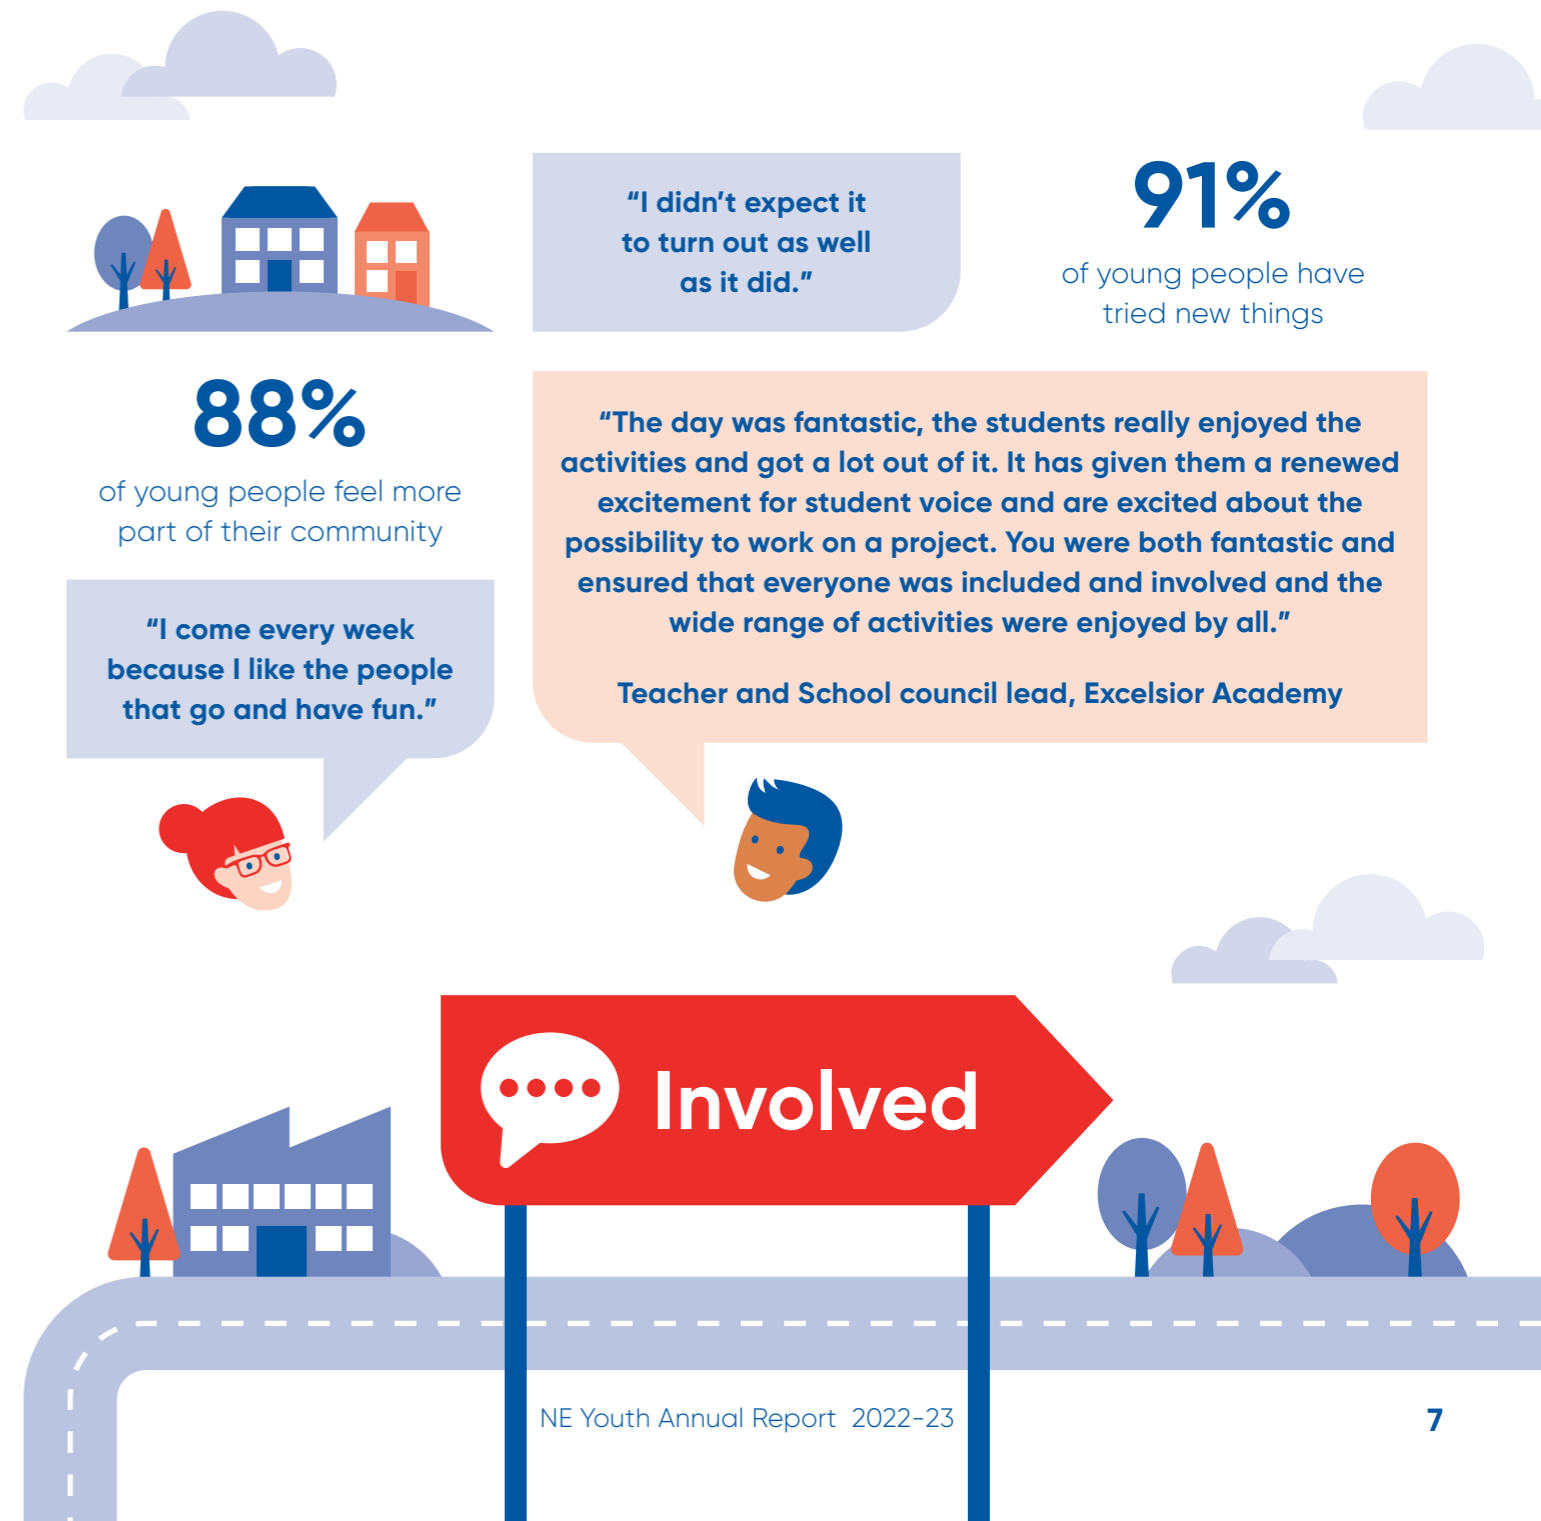 “I didn’t expect it
to turn out as well
as it did.”
91%
of young people have
tried new things
88%
of young people feel more
part of their community
“I come every week
because I like the people
that go and have fun.”
“The day was fantastic, the students really enjoyed the
activities and got a lot out of it. It has given them a renewed
excitement for student voice and are excited about the
possibility to work on a project. You were both fantastic and
ensured that everyone was included and involved and the
wide range of activities were enjoyed by all.”
Teacher and School council lead, Excelsior Academy
Involved
NE Youth Annual Report 2022-23
7